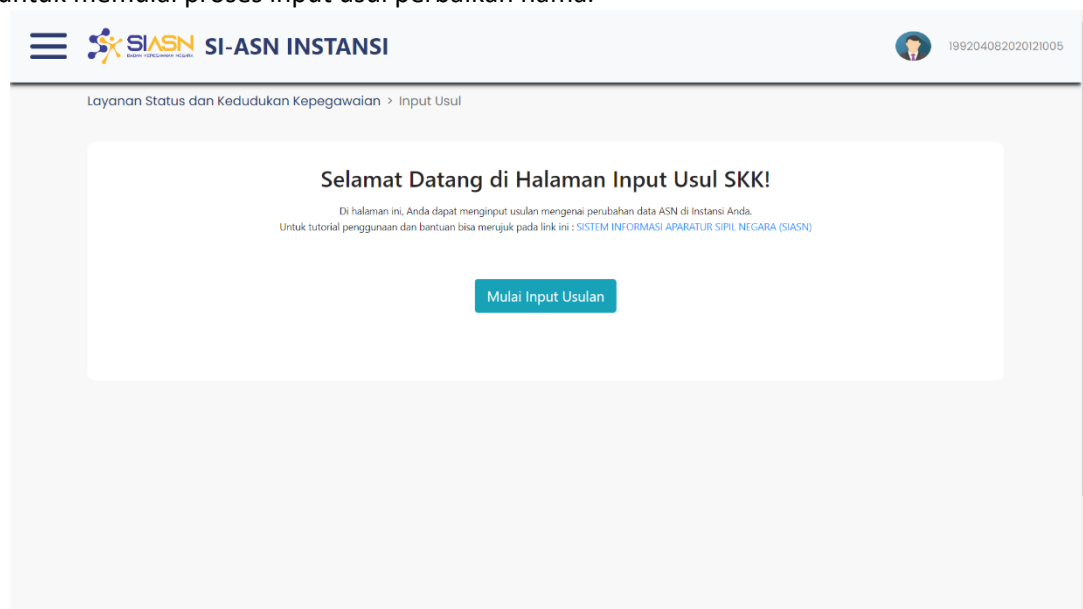 untuk memulai proses input usul perbaikan nama.
SIASN SI-ASN INSTANSI
199204082020121005
Layanan Status dan Kedudukan Kepegawaian > Input Usul
Selamat Datang di Halaman Input Usul SKK!
Di halaman ini, Anda dapat menginput usulan mengenai perubahan data ASN di Instansi Anda.
Untuk tutorial penggunaan dan bantuan bisa merujuk pada link ini : SISTEM INFORMASI APARATUR SIPIL NEGARA (SIASN)
Mulai Input Usulan